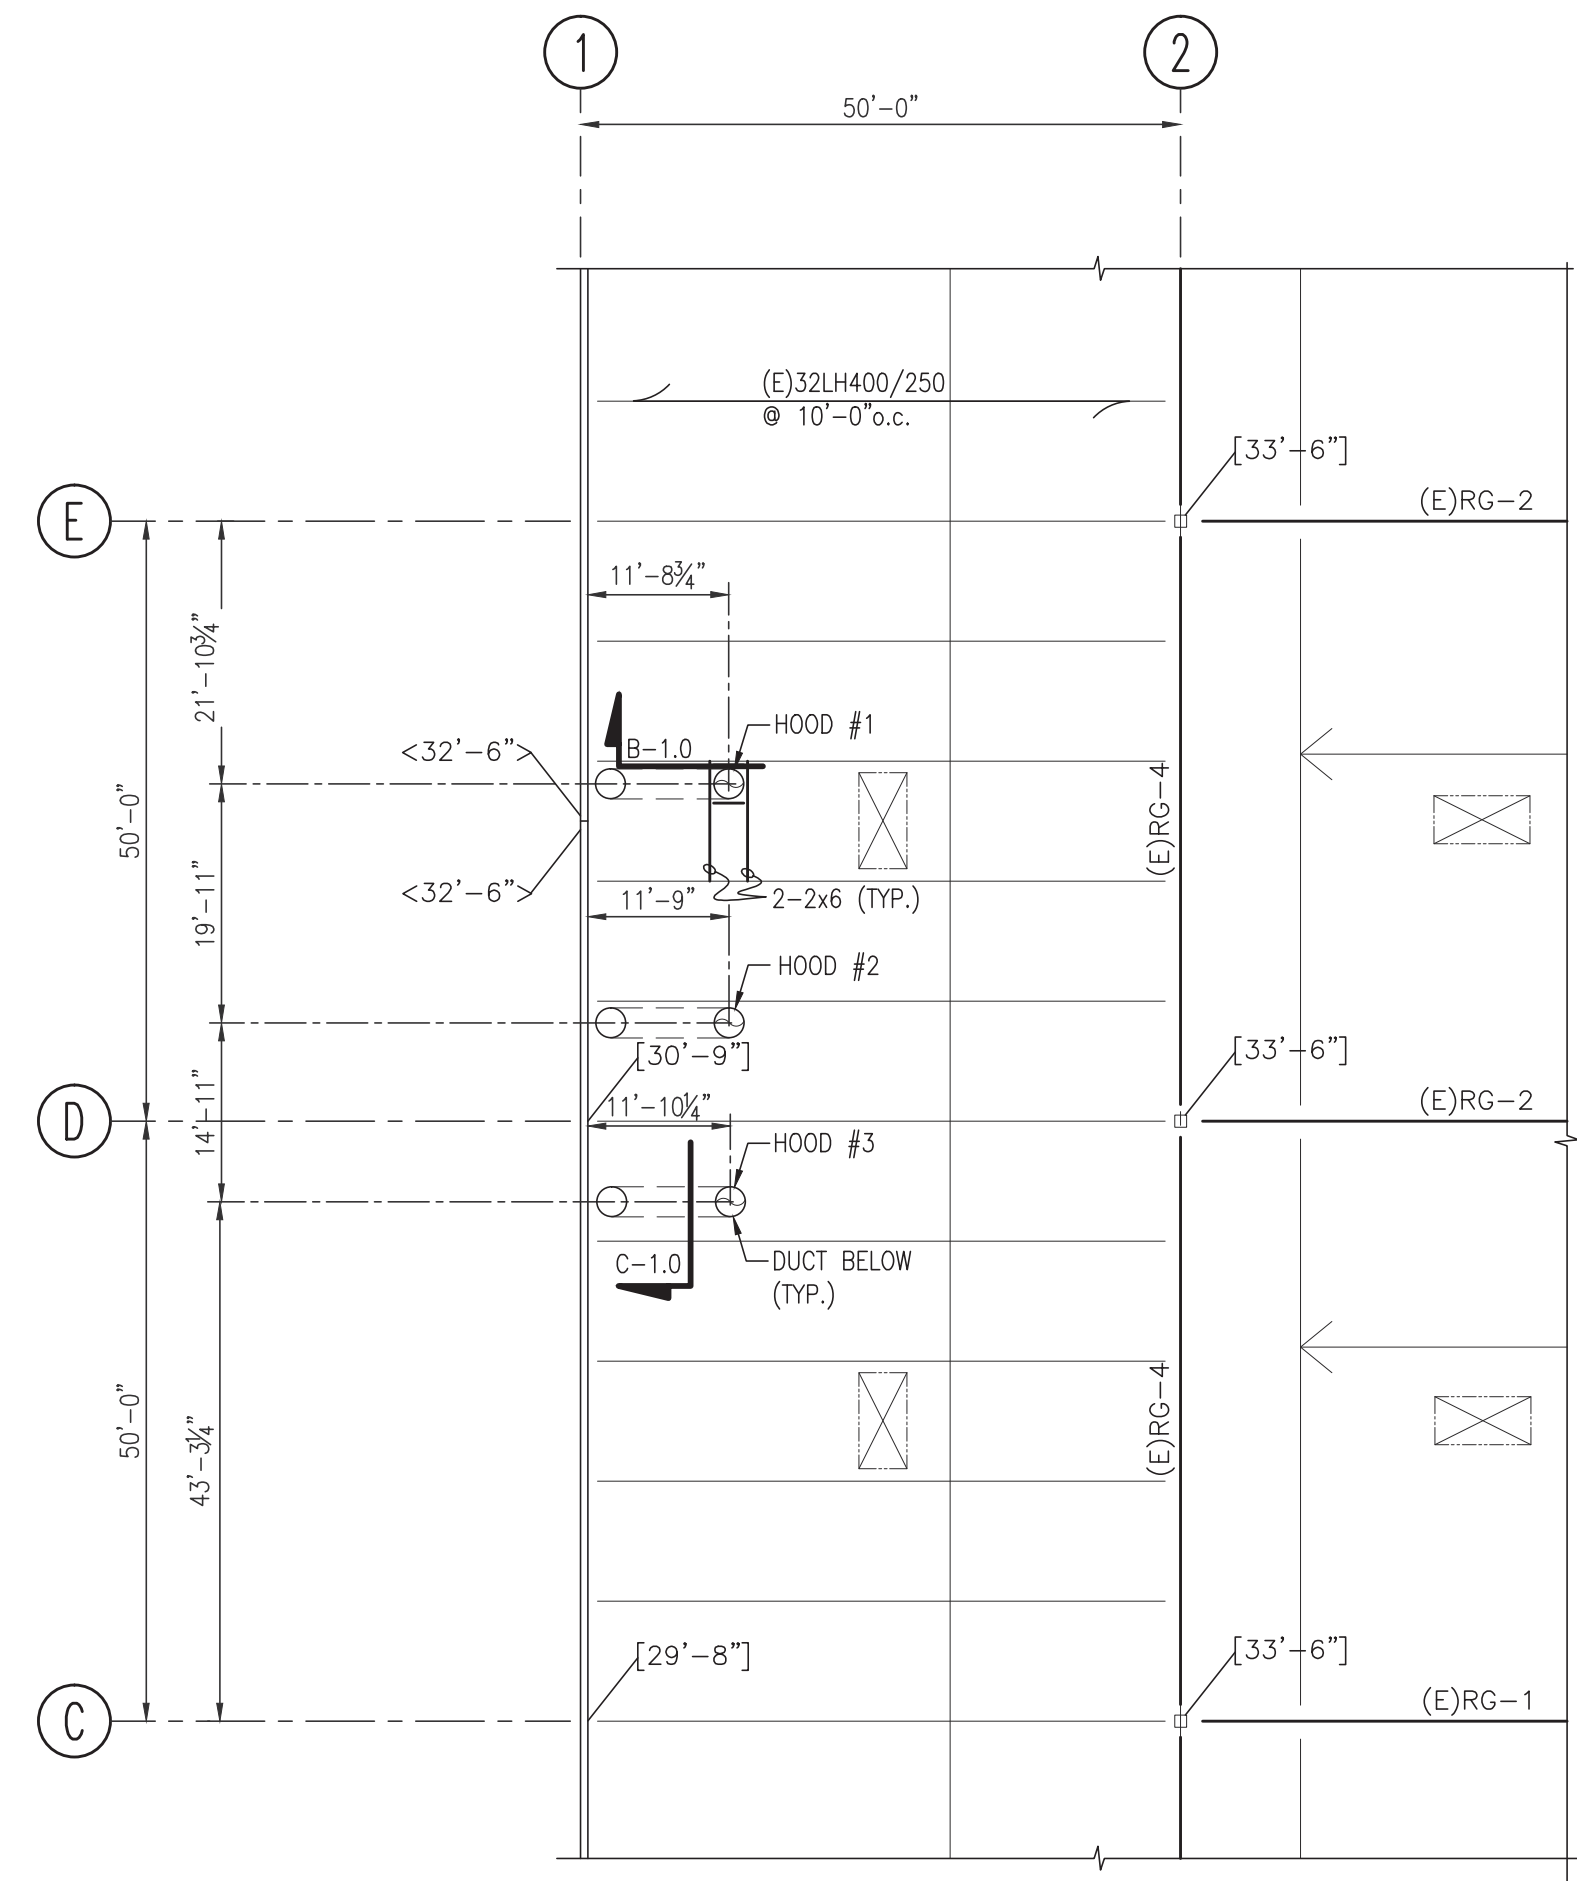 1
2
50'-0"
(E)32LH400/250
@ 10'-0"o.c.
[33'-6"]
(E)RG-2
E
11'-8¾"
21'-10¾"
HOOD #1
B-1.0
<32'-6">
(E)RG-4
50'-0"
<32'-6">
2-2x6 (TYP.)
11'-9"
19'-11"
HOOD #2
[30'-9"]
[33'-6"]
(E)RG-2
D
11'-10¼"
14'-11"
HOOD #3
C-1.0
DUCT BELOW
(TYP.)
(E)RG-4
50'-0"
43'-3¼"
[29'-8"]
[33'-6"]
(E)RG-1
C